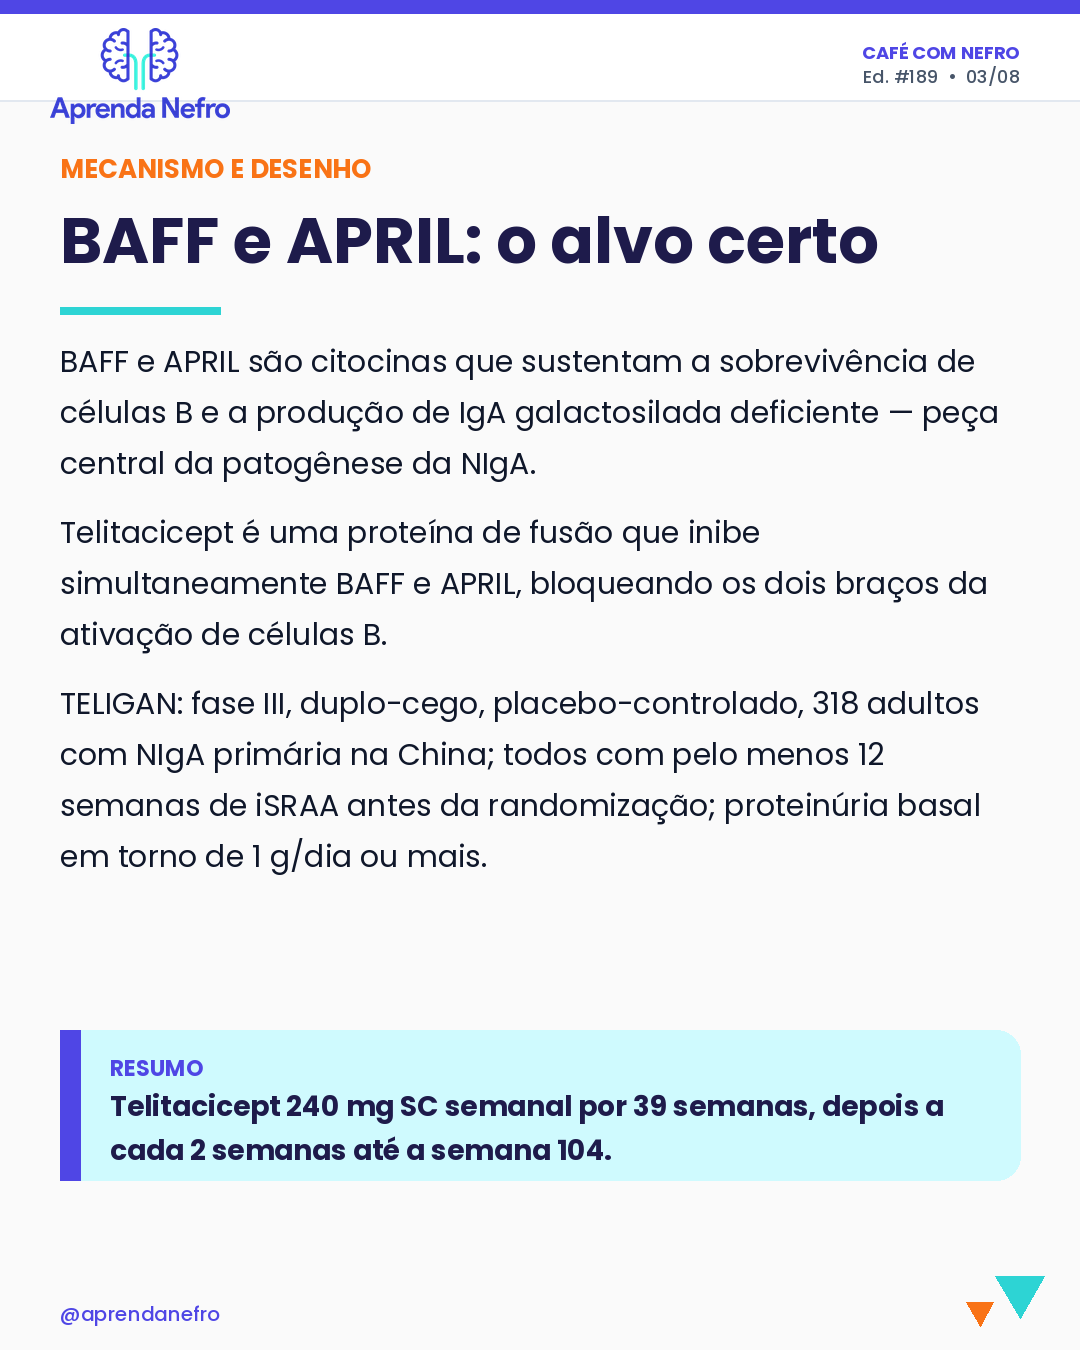 Aprenda Nefro
CAFÉ COM NEFRO
Ed. #189 • 03/08
MECANISMO E DESENHO
BAFF e APRIL: o alvo certo
BAFF e APRIL são citocinas que sustentam a sobrevivência de
células B e a produção de IgA galactosilada deficiente — peça
central da patogênese da NIgA.
Telitacicept é uma proteína de fusão que inibe
simultaneamente BAFF e APRIL, bloqueando os dois braços da
ativação de células B.
TELIGAN: fase III, duplo-cego, placebo-controlado, 318 adultos
com NIgA primária na China; todos com pelo menos 12
semanas de iSRAA antes da randomização; proteinúria basal
em torno de 1 g/dia ou mais.
RESUMO
Telitacicept 240 mg SC semanal por 39 semanas, depois a
cada 2 semanas até a semana 104.
@aprendanefro